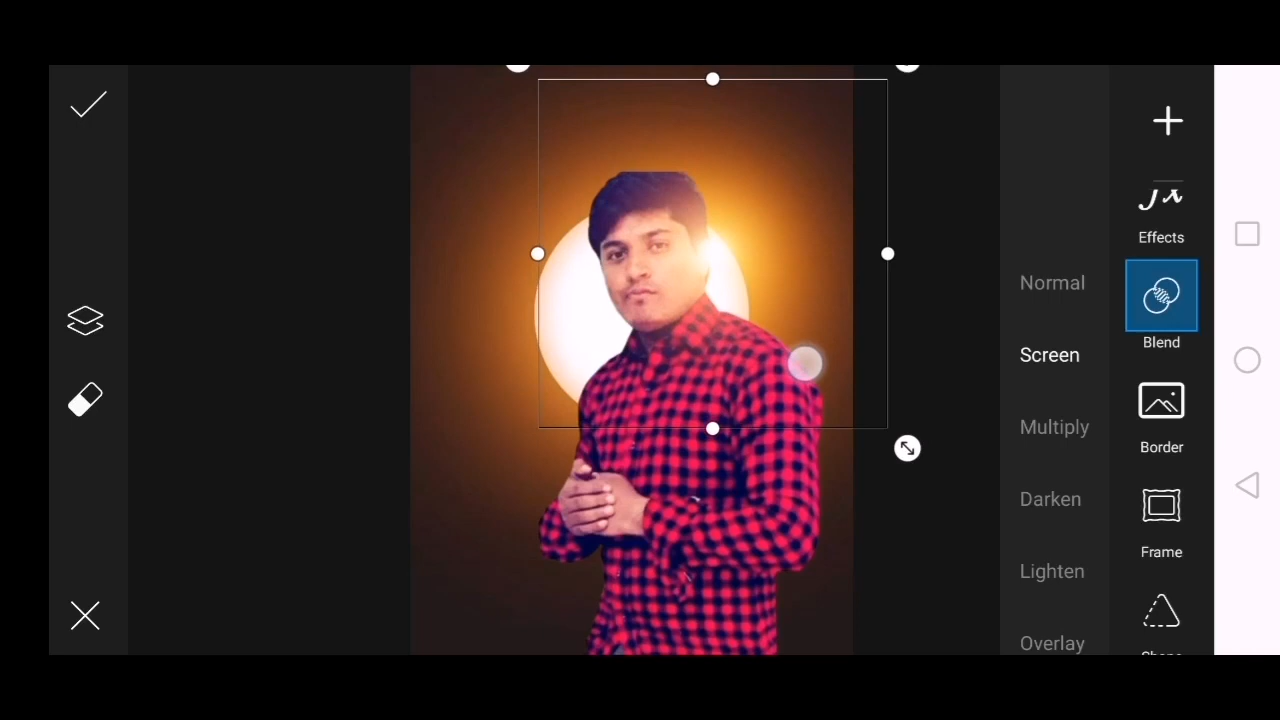 Effects
Normal
Blend
Screen
Multiply
Border
Darken
Frame
Lighten
Overlay